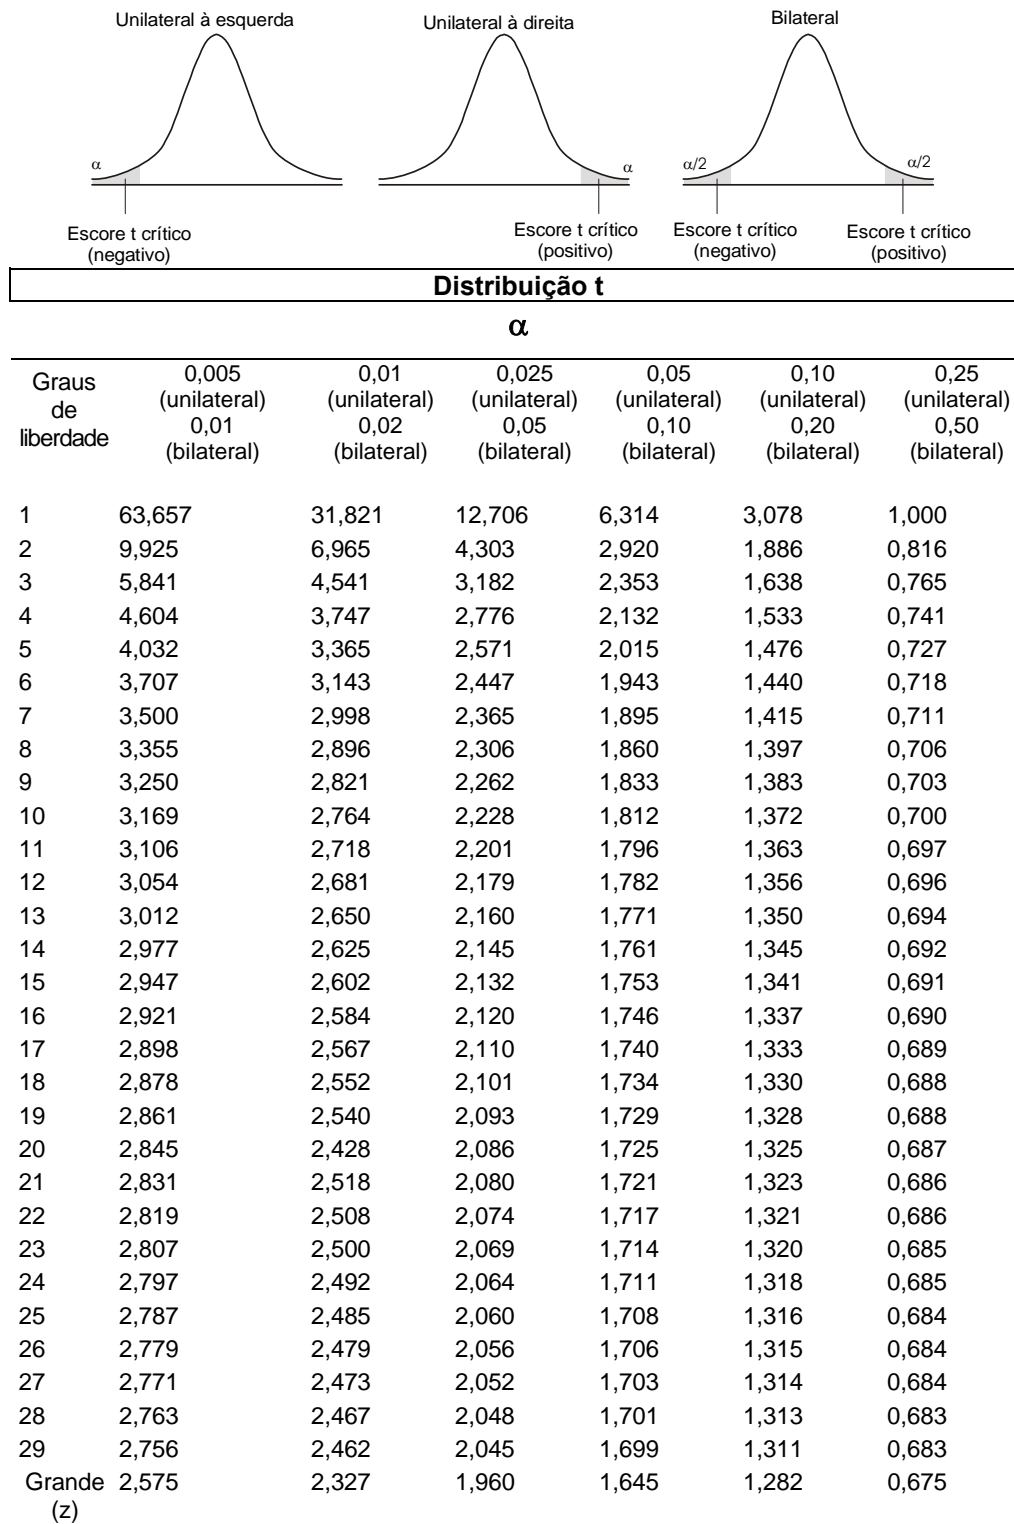 Unilateral à esquerda Unilateral à direita Bilateral
α α α/2 α/2
Escore t crítico Escore t crítico Escore t crítico Escore t crítico
(negativo) (positivo) (negativo) (positivo)
Distribuição t
α
Graus de liberdade
0,005 0,01 0,025 0,05 0,10 0,25
(unilateral) (unilateral) (unilateral) (unilateral) (unilateral) (unilateral)
0,01 0,02 0,05 0,10 0,20 0,50
(bilateral) (bilateral) (bilateral) (bilateral) (bilateral) (bilateral)
1 63,657 31,821 12,706 6,314 3,078 1,000
2 9,925 6,965 4,303 2,920 1,886 0,816
3 5,841 4,541 3,182 2,353 1,638 0,765
4 4,604 3,747 2,776 2,132 1,533 0,741
5 4,032 3,365 2,571 2,015 1,476 0,727
6 3,707 3,143 2,447 1,943 1,440 0,718
7 3,500 2,998 2,365 1,895 1,415 0,711
8 3,355 2,896 2,306 1,860 1,397 0,706
9 3,250 2,821 2,262 1,833 1,383 0,703
10 3,169 2,764 2,228 1,812 1,372 0,700
11 3,106 2,718 2,201 1,796 1,363 0,697
12 3,054 2,681 2,179 1,782 1,356 0,696
13 3,012 2,650 2,160 1,771 1,350 0,694
14 2,977 2,625 2,145 1,761 1,345 0,692
15 2,947 2,602 2,132 1,753 1,341 0,691
16 2,921 2,584 2,120 1,746 1,337 0,690
17 2,898 2,567 2,110 1,740 1,333 0,689
18 2,878 2,552 2,101 1,734 1,330 0,688
19 2,861 2,540 2,093 1,729 1,328 0,688
20 2,845 2,428 2,086 1,725 1,325 0,687
21 2,831 2,518 2,080 1,721 1,323 0,686
22 2,819 2,508 2,074 1,717 1,321 0,686
23 2,807 2,500 2,069 1,714 1,320 0,685
24 2,797 2,492 2,064 1,711 1,318 0,685
25 2,787 2,485 2,060 1,708 1,316 0,684
26 2,779 2,479 2,056 1,706 1,315 0,684
27 2,771 2,473 2,052 1,703 1,314 0,684
28 2,763 2,467 2,048 1,701 1,313 0,683
29 2,756 2,462 2,045 1,699 1,311 0,683
Grande 2,575 2,327 1,960 1,645 1,282 0,675
(z)